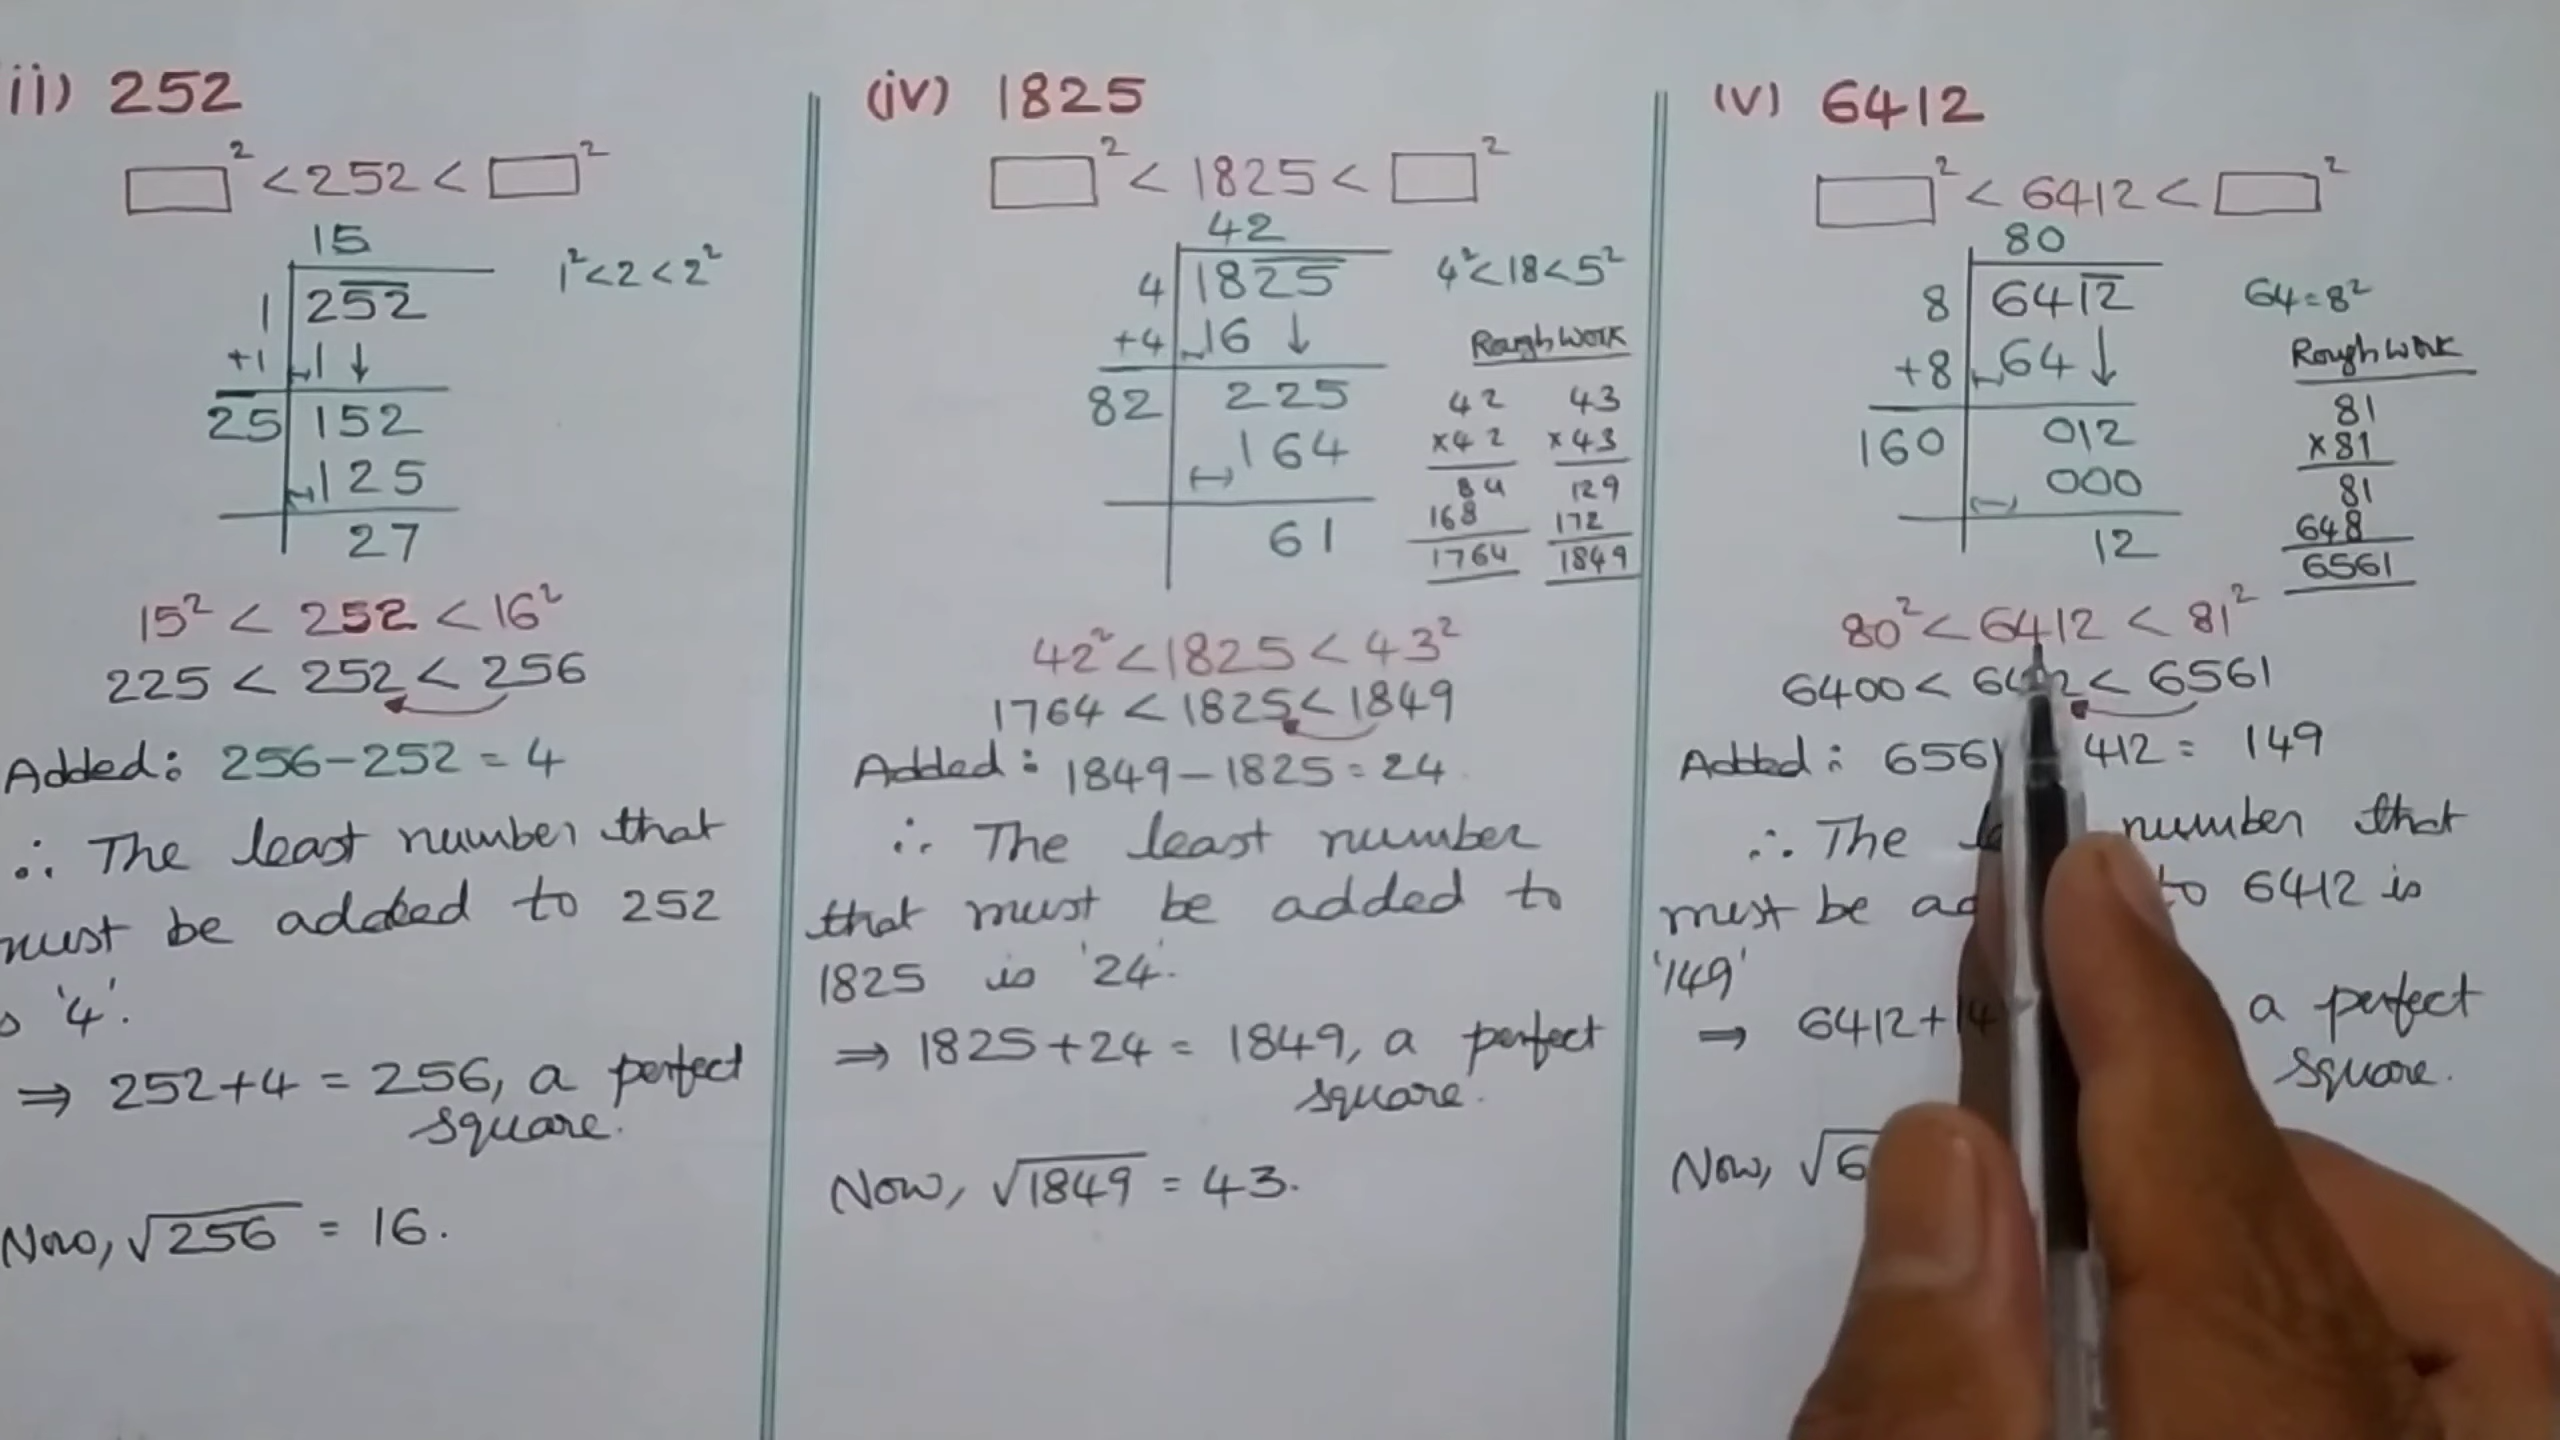 ii) 252
□² < 252 < □²
15
1 252 1² < 2 < 2²
+1 (-) 1 ↓
25 152
(-) 125
27
15² < 252 < 16²
225 < 252 < 256
Added: 256 - 252 = 4
∴ The least number that
must be added to 252
'4'.
⇒ 252+4 = 256, a perfect
square.
Now, √256 = 16.
(iv) 1825
□² < 1825 < □²
42
4 1825 4² < 18 < 5²
+4 (-) 16 ↓
82 225
(-) 164
61
Rough work
42
×42
84
168
1764
43
×43
129
172
1849
42² < 1825 < 43²
1764 < 1825 < 1849
Added: 1849 - 1825 = 24
∴ The least number
that must be added to
1825 is '24'.
⇒ 1825+24 = 1849, a perfect
square.
Now, √1849 = 43.
(v) 6412
□² < 6412 < □²
80
8 6412 64 = 8²
+8 (-) 64 ↓
160 012
(-) 000
12
Rough work
81
×81
81
648
6561
80² < 6412 < 81²
6400 < 6412 < 6561
Added: 6561 412 = 149
∴ The number that
must be to 6412 is
'149'
⇒ 6412+14 a perfect
square.
Now, √6